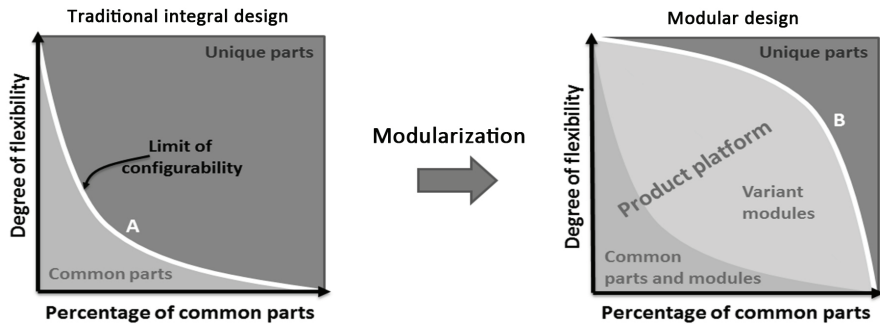 Traditional integral design
Unique parts
Limit of
configurability
A
Common parts
Degree of flexibility
Percentage of common parts
Modularization
Modular design
Unique parts
B
Product platform
Variant
modules
Common
parts and modules
Degree of flexibility
Percentage of common parts